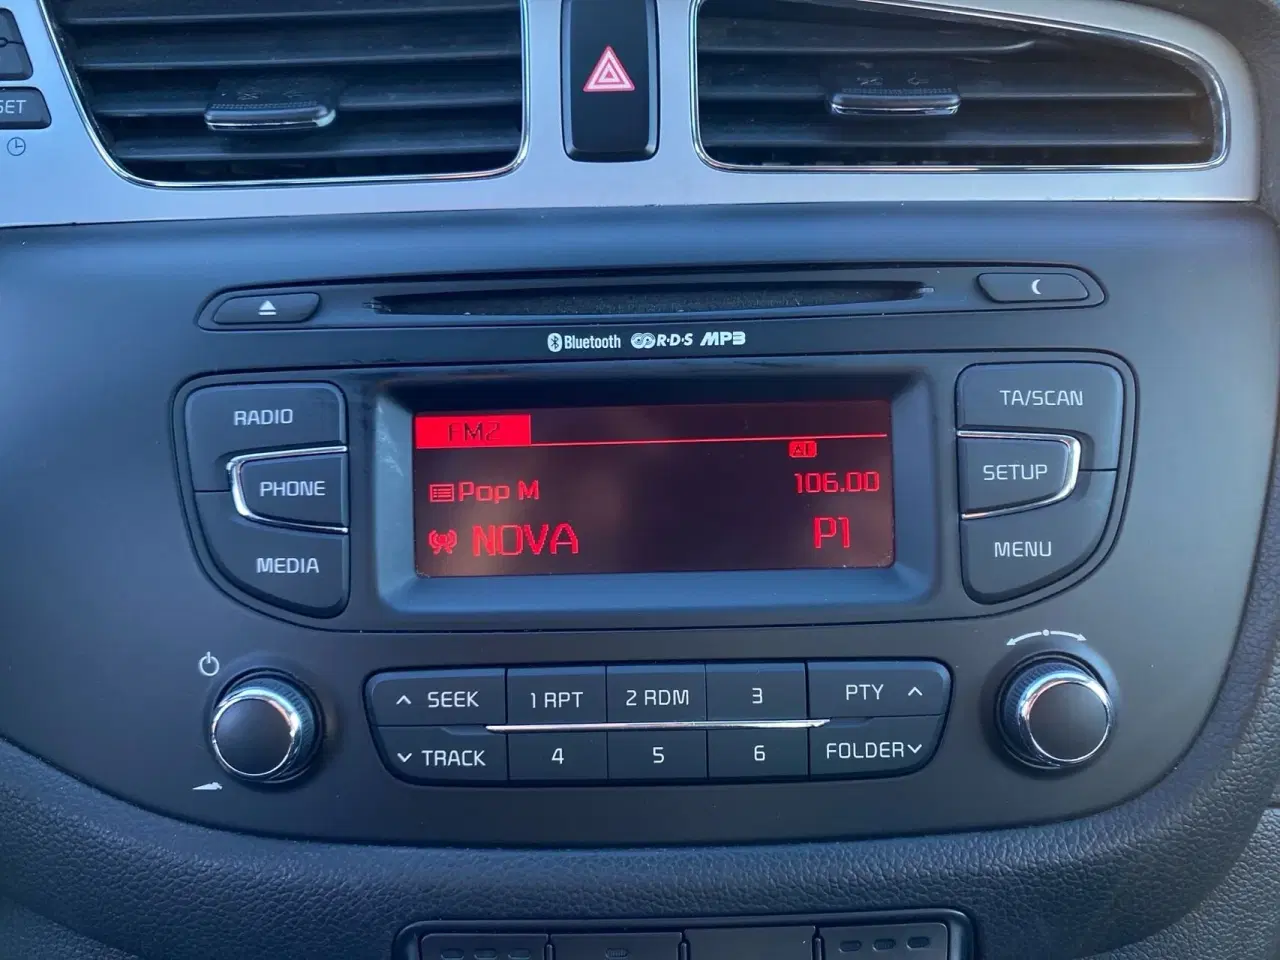 SET
Bluetooth R·D·S MP3
RADIO
PHONE
MEDIA
FM2
AF
Pop M 106.00
NOVA P1
TA/SCAN
SETUP
MENU
SEEK 1 RPT 2 RDM 3 PTY
TRACK 4 5 6 FOLDER